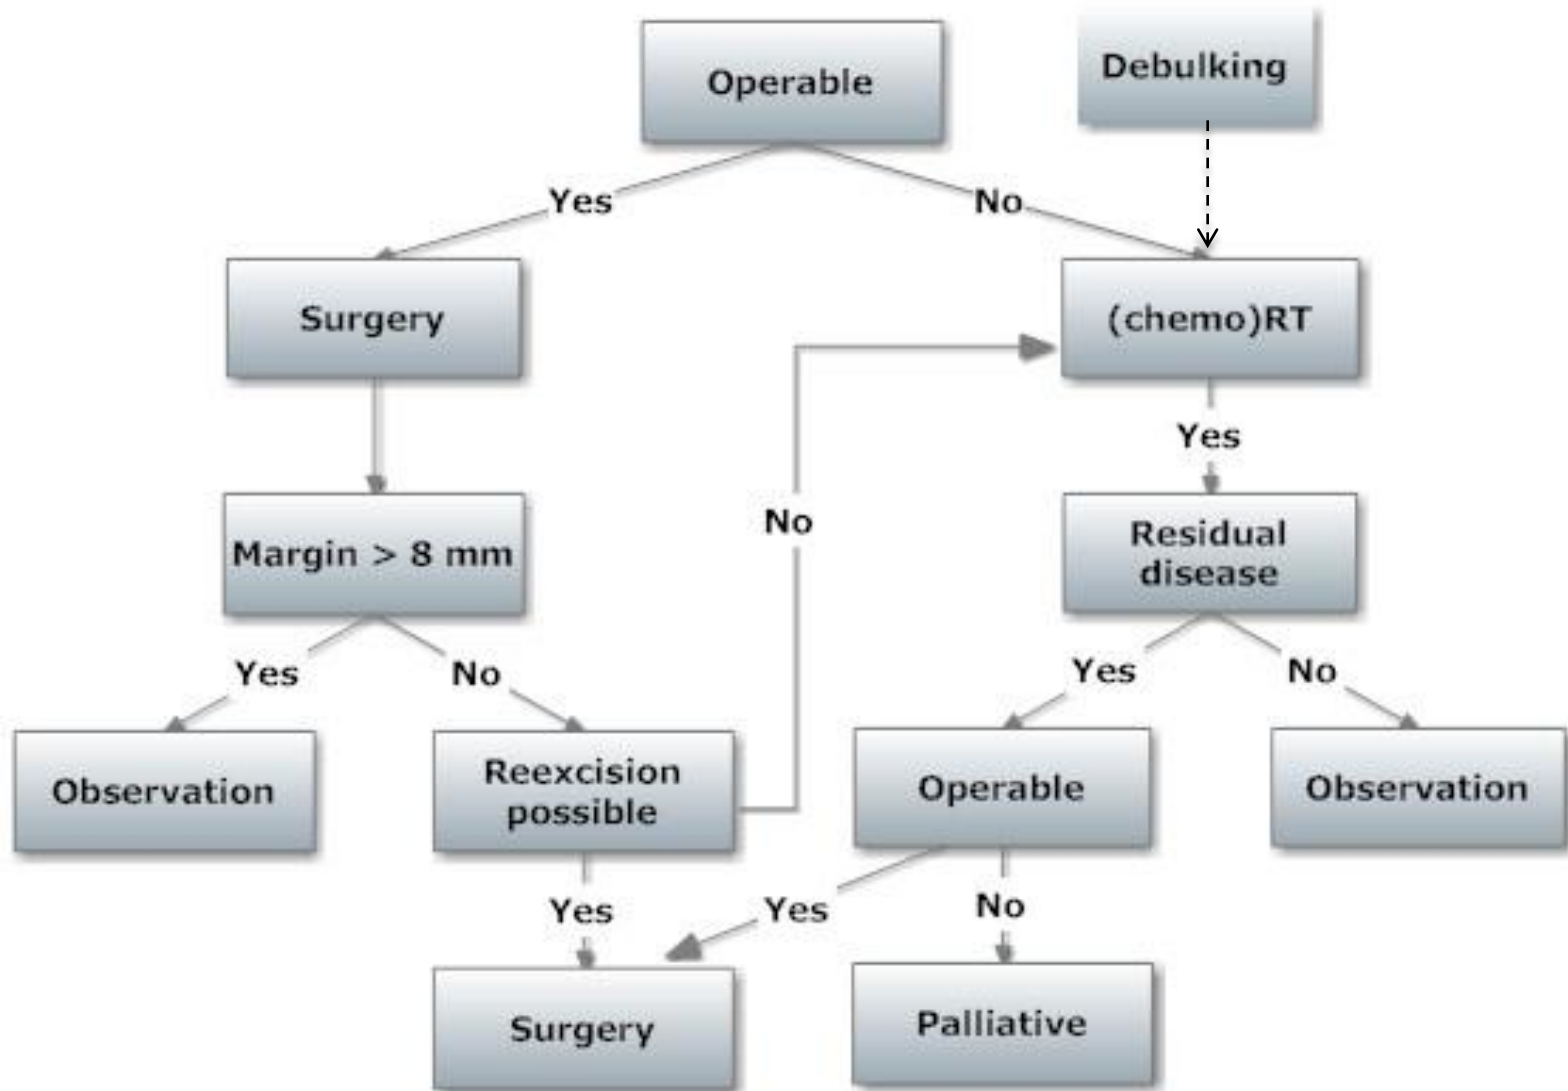 Operable
Debulking
Yes
No
Surgery
(chemo)RT
Yes
Margin > 8 mm
No
Residual
disease
Yes
No
Yes
No
Observation
Reexcision
possible
Operable
Observation
Yes
Yes
No
Surgery
Palliative